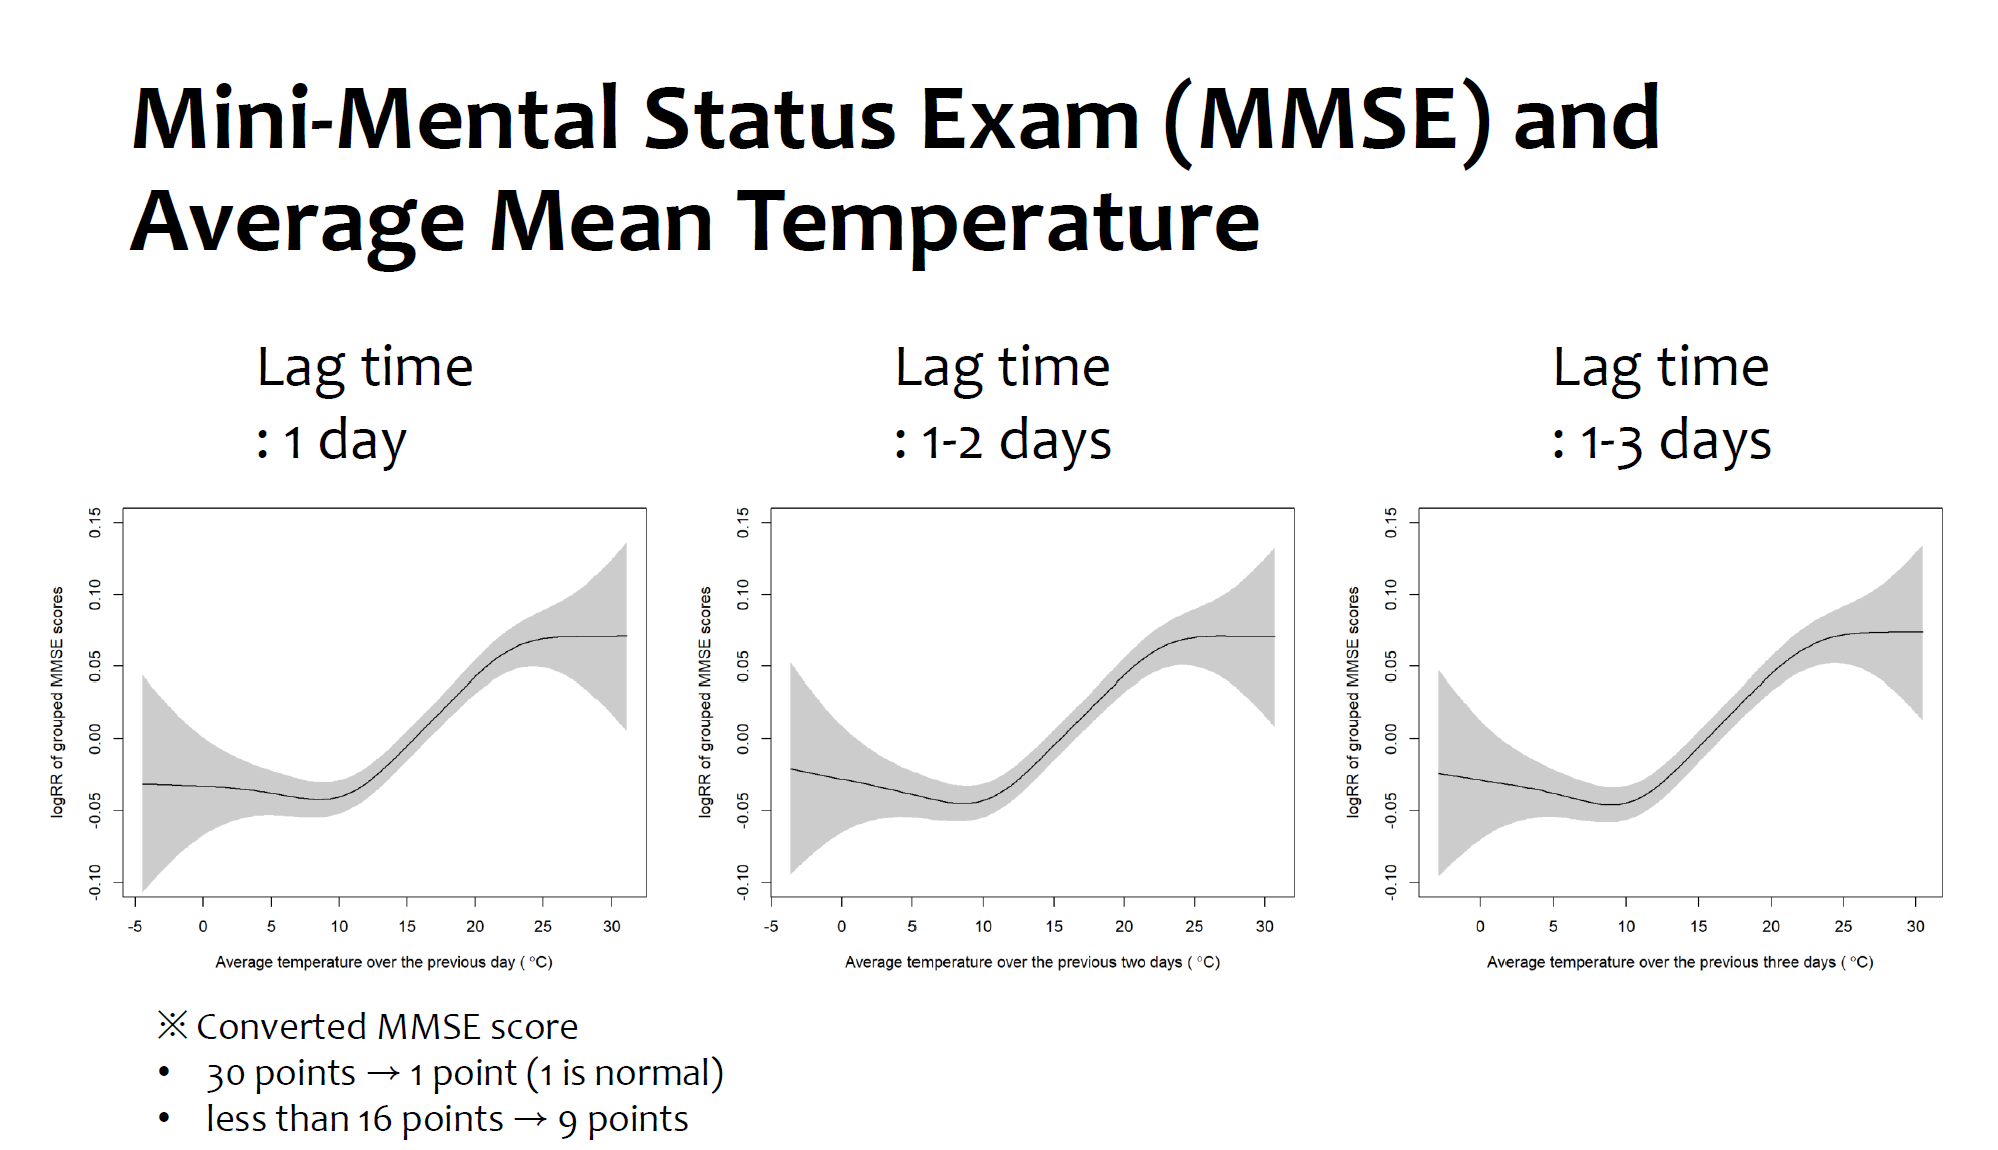 Mini-Mental Status Exam (MMSE) and
Average Mean Temperature
Lag time
: 1 day
Lag time
: 1-2 days
Lag time
: 1-3 days
logRR of grouped MMSE scores
0.15
0.10
0.05
0.00
-0.05
-0.10
-5 0 5 10 15 20 25 30
Average temperature over the previous day ( °C)
logRR of grouped MMSE scores
0.15
0.10
0.05
0.00
-0.05
-0.10
-5 0 5 10 15 20 25 30
Average temperature over the previous two days ( °C)
logRR of grouped MMSE scores
0.15
0.10
0.05
0.00
-0.05
-0.10
0 5 10 15 20 25 30
Average temperature over the previous three days ( °C)
※ Converted MMSE score
• 30 points → 1 point (1 is normal)
• less than 16 points → 9 points